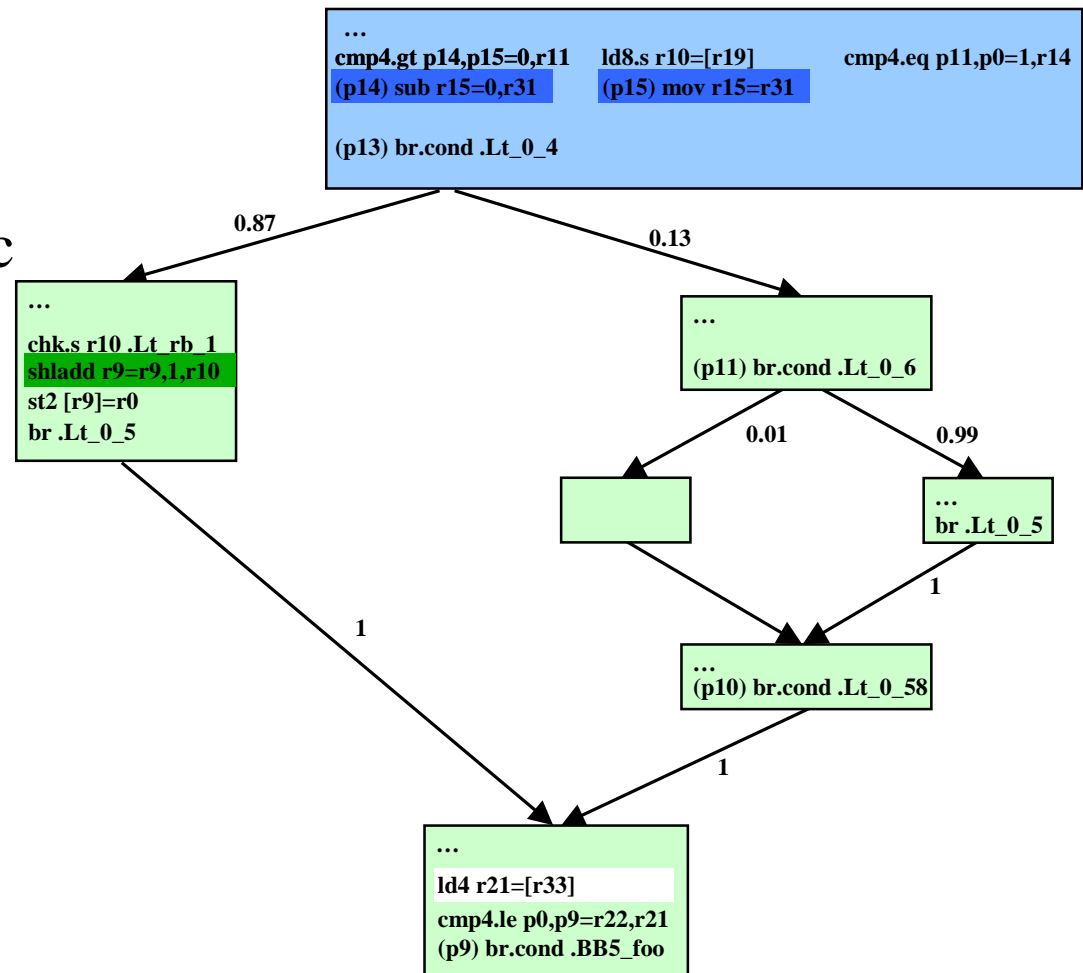 ...
cmp4.gt p14,p15=0,r11 ld8.s r10=[r19] cmp4.eq p11,p0=1,r14
(p14) sub r15=0,r31 (p15) mov r15=r31
(p13) br.cond .Lt_0_4
0.87
0.13
c
...
chk.s r10 .Lt_rb_1
shladd r9=r9,1,r10
st2 [r9]=r0
br .Lt_0_5
...
(p11) br.cond .Lt_0_6
0.01
0.99
...
br .Lt_0_5
1
1
...
(p10) br.cond .Lt_0_58
1
...
ld4 r21=[r33]
cmp4.le p0,p9=r22,r21
(p9) br.cond .BB5_foo